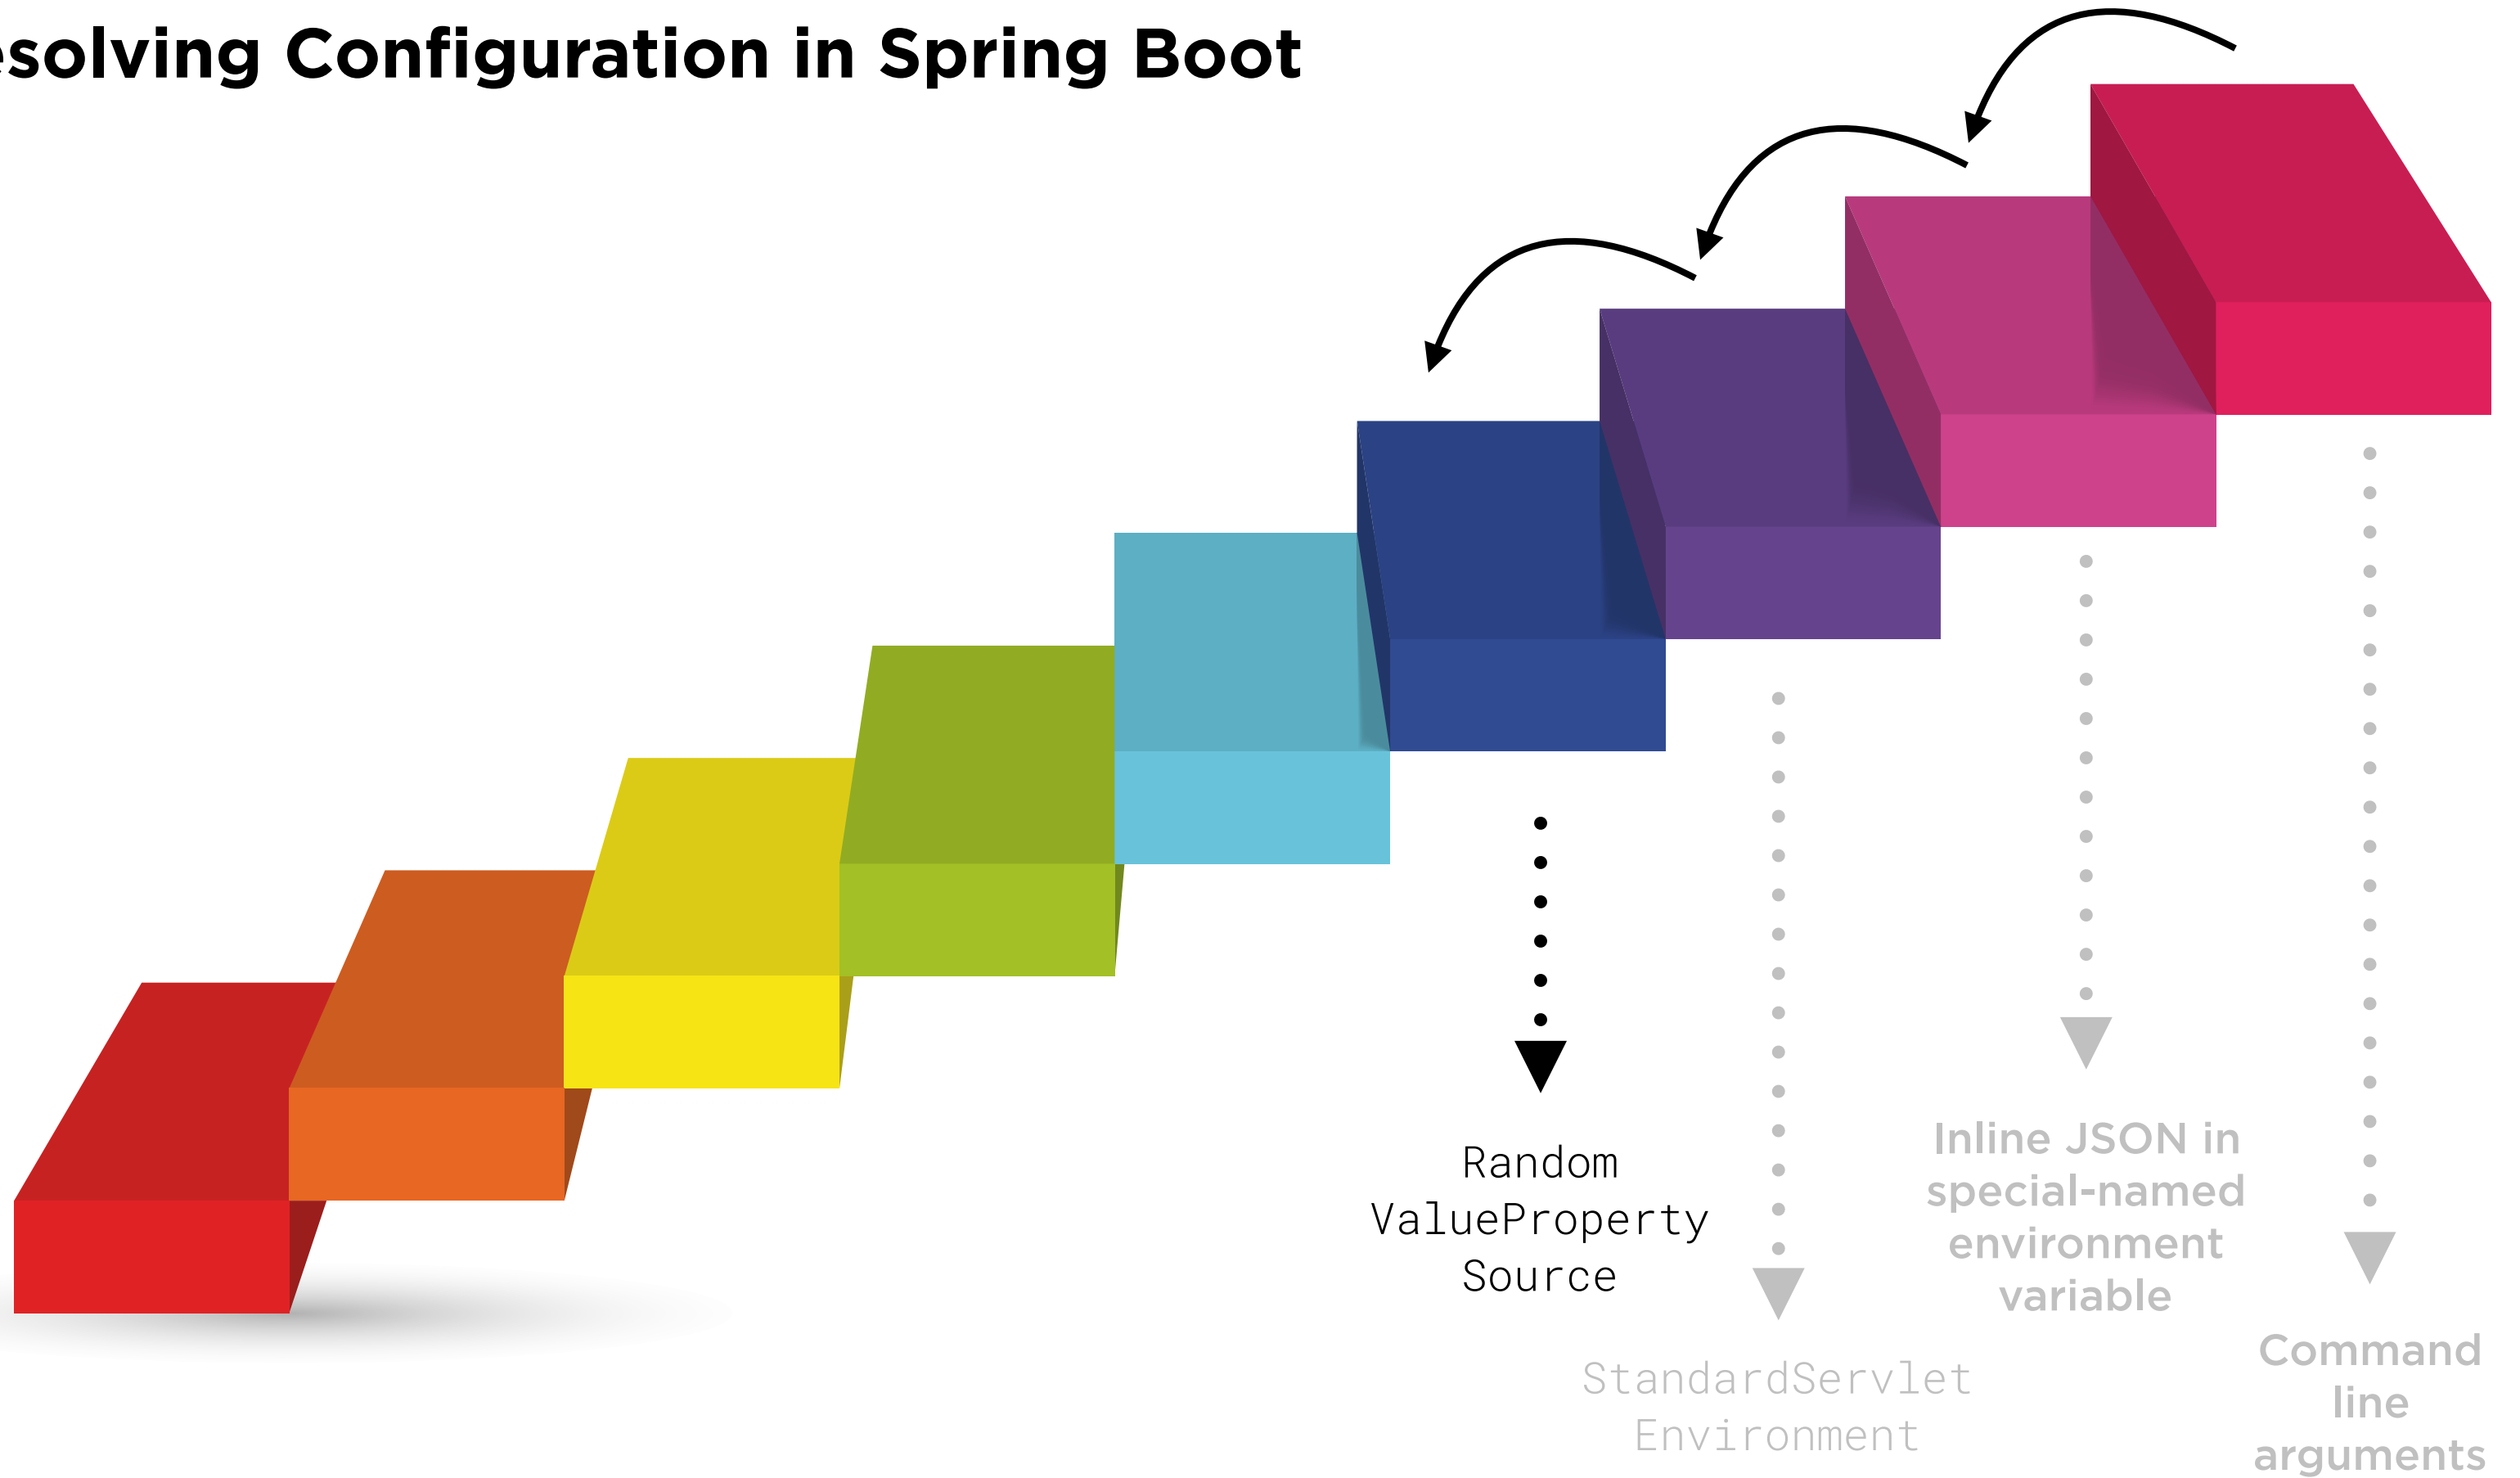 esolving Configuration in Spring Boot
Random
ValueProperty
Source
StandardServlet
Environment
Inline JSON in
special-named
environment
variable
Command
line
arguments